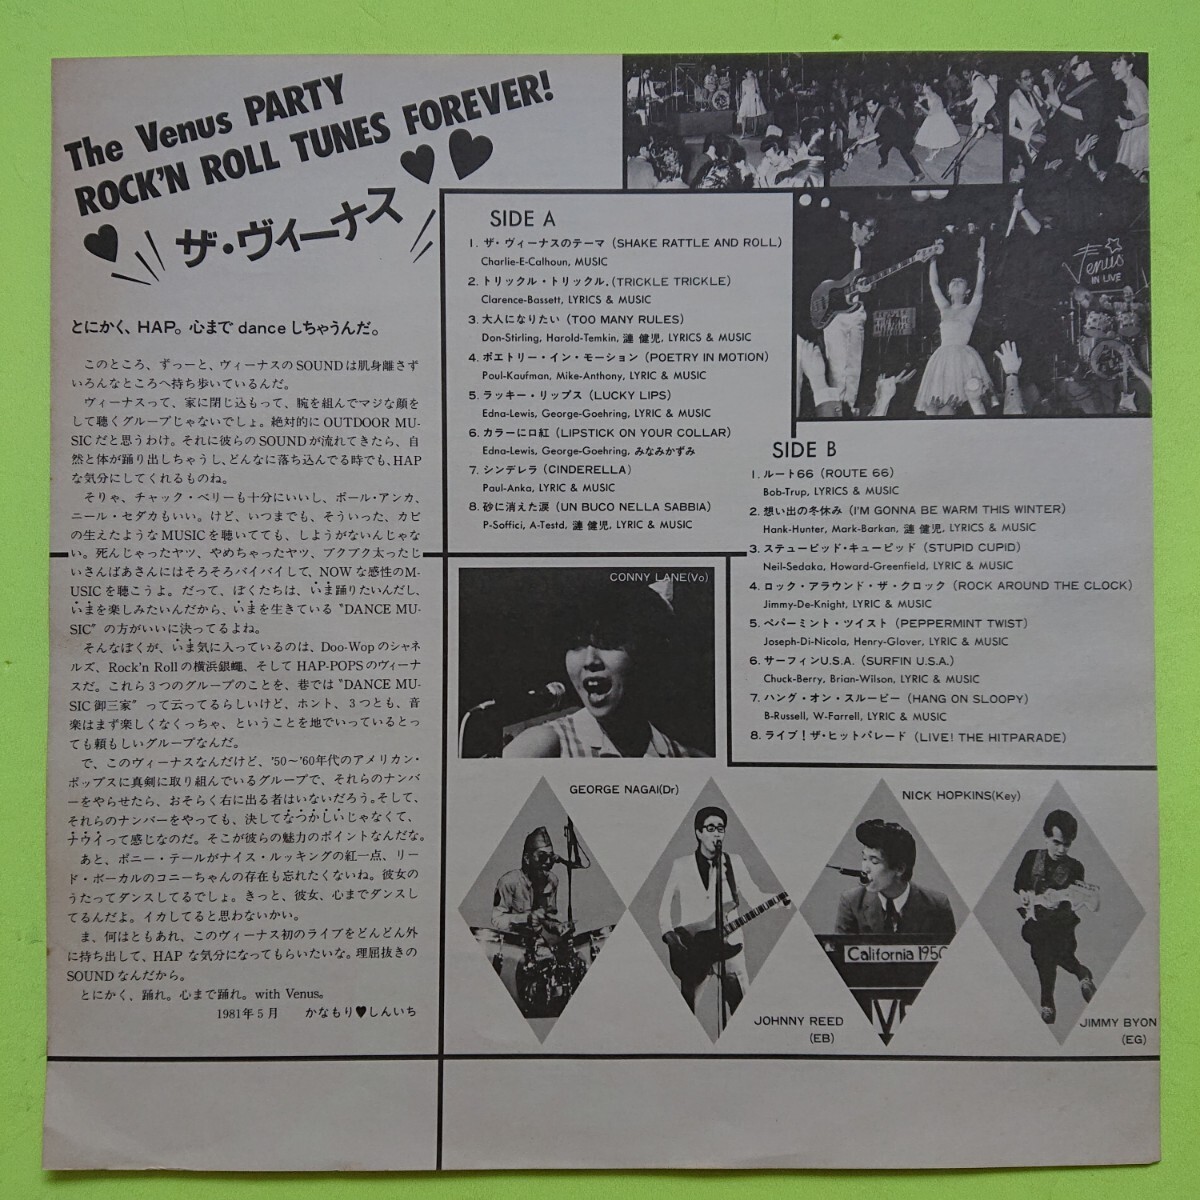 The Venus PARTY
ROCK'N ROLL TUNES FOREVER!
ザ・ヴィーナス
とにかく、HAP。心まで danceしちゃうんだ。
このところ、ずっーと、ヴィーナスのSOUNDは肌身離さず
いろんなところへ持ち歩いているんだ。
ヴィーナスって、家に閉じ込もって、腕を組んでマジな顔を
して聴くグループじゃないでしょ。絶対的にOUTDOOR MU-
SICだと思うわけ。それに彼らのSOUNDが流れてきたら、自
然と体が踊り出しちゃうし、どんなに落ち込んでる時でも、HAP
な気分にしてくれるものね。
そりゃ、チャック・ベリーも十分にいいし、ポール・アンカ、
ニール・セダカもいい。けど、いつまでも、そういった、カビ
の生えたようなMUSICを聴いてても、しようがないんじゃな
い。死んじゃったヤツ、やめちゃったヤツ、ブクブク太ったじ
いさんばあさんにはそろそろバイバイして、NOWな感性のM-
USICを聴こうよ。だって、ぼくたちは、いま踊りたいんだし、
いまを楽しみたいんだから、いまを生きている“DANCE MU-
SIC”の方がいいに決ってるよね。
そんなぼくが、いま気に入っているのは、Doo-Wopのシャネ
ルズ、Rock'n Rollの横浜銀蠅、そしてHAP-POPSのヴィーナ
スだ。これら3つのグループのことを、巷では“DANCE MU-
SIC御三家”って云ってるらしいけど、ホント、3つとも、音
楽はまず楽しくなくっちゃ、ということを地でいっているとっ
ても頼もしいグループなんだ。
で、このヴィーナスなんだけど、'50～'60年代のアメリカン・
ポップスに真剣に取り組んでいるグループで、それらのナンバ
ーをやらせたら、おそらく右に出る者はいないだろう。そして、
それらのナンバーをやっても、決してなつかしいじゃなくて、
ナウイって感じなのだ。そこが彼らの魅力のポイントなんだな。
あと、ポニー・テールがナイス・ルッキングの紅一点、リー
ド・ボーカルのコニーちゃんの存在も忘れたくないね。彼女の
うたってダンスしてるでしょ。きっと、彼女、心までダンスし
てるんだよ。イカしてると思わないかい。
ま、何はともあれ、このヴィーナス初のライブをどんどん外
に持ち出して、HAPな気分になってもらいたいな。理屈抜きの
SOUNDなんだから。
とにかく、踊れ。心まで踊れ。with Venus。
1981年5月 かなもり♥しんいち
SIDE A
1. ザ・ヴィーナスのテーマ (SHAKE RATTLE AND ROLL)
Charlie-E-Calhoun, MUSIC
2. トリックル・トリックル. (TRICKLE TRICKLE)
Clarence-Bassett, LYRICS & MUSIC
3. 大人になりたい (TOO MANY RULES)
Don-Stirling, Harold-Temkin, 漣 健児, LYRICS & MUSIC
4. ポエトリー・イン・モーション (POETRY IN MOTION)
Poul-Kaufman, Mike-Anthony, LYRIC & MUSIC
5. ラッキー・リップス (LUCKY LIPS)
Edna-Lewis, George-Goehring, LYRIC & MUSIC
6. カラーに口紅 (LIPSTICK ON YOUR COLLAR)
Edna-Lewis, George-Goehring, みなみかずみ
7. シンデレラ (CINDERELLA)
Paul-Anka, LYRIC & MUSIC
8. 砂に消えた涙 (UN BUCO NELLA SABBIA)
P-Soffici, A-Testd, 漣 健児, LYRIC & MUSIC
Venus
IN LIVE
SIDE B
1. ルート66 (ROUTE 66)
Bob-Trup, LYRICS & MUSIC
2. 想い出の冬休み (I'M GONNA BE WARM THIS WINTER)
Hank-Hunter, Mark-Barkan, 漣 健児, LYRICS & MUSIC
3. ステューピッド・キューピッド (STUPID CUPID)
Neil-Sedaka, Howard-Greenfield, LYRIC & MUSIC
4. ロック・アラウンド・ザ・クロック (ROCK AROUND THE CLOCK)
Jimmy-De-Knight, LYRIC & MUSIC
5. ペパーミント・ツイスト (PEPPERMINT TWIST)
Joseph-Di-Nicola, Henry-Glover, LYRIC & MUSIC
6. サーフィンU.S.A. (SURFIN U.S.A.)
Chuck-Berry, Brian-Wilson, LYRIC & MUSIC
7. ハング・オン・スルーピー (HANG ON SLOOPY)
B-Russell, W-Farrell, LYRIC & MUSIC
8. ライブ！ザ・ヒットパレード (LIVE! THE HITPARADE)
CONNY LANE(Vo)
GEORGE NAGAI(Dr)
NICK HOPKINS(Key)
California 1950
JOHNNY REED
(EB)
JIMMY BYON
(EG)